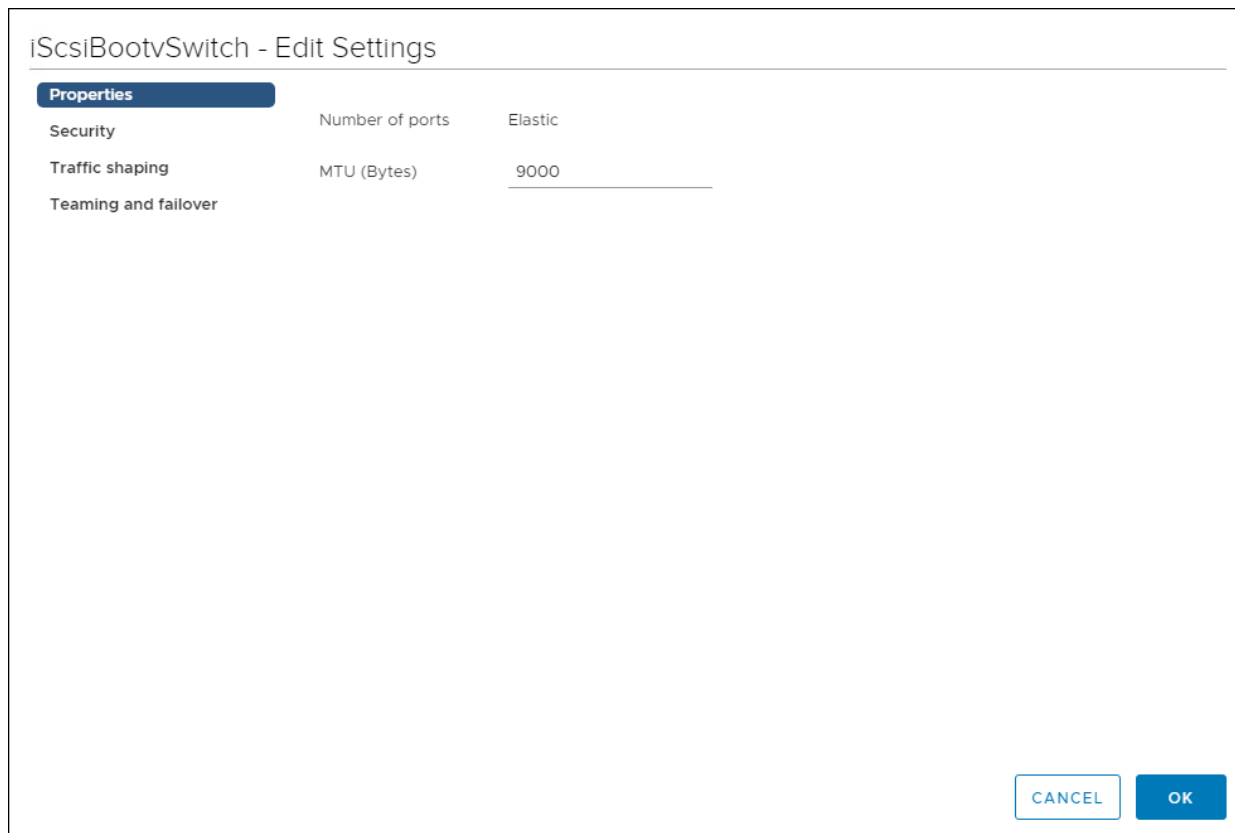 iScsiBootvSwitch - Edit Settings
Properties
Security
Traffic shaping
Teaming and failover
Number of ports Elastic
MTU (Bytes) 9000
CANCEL OK